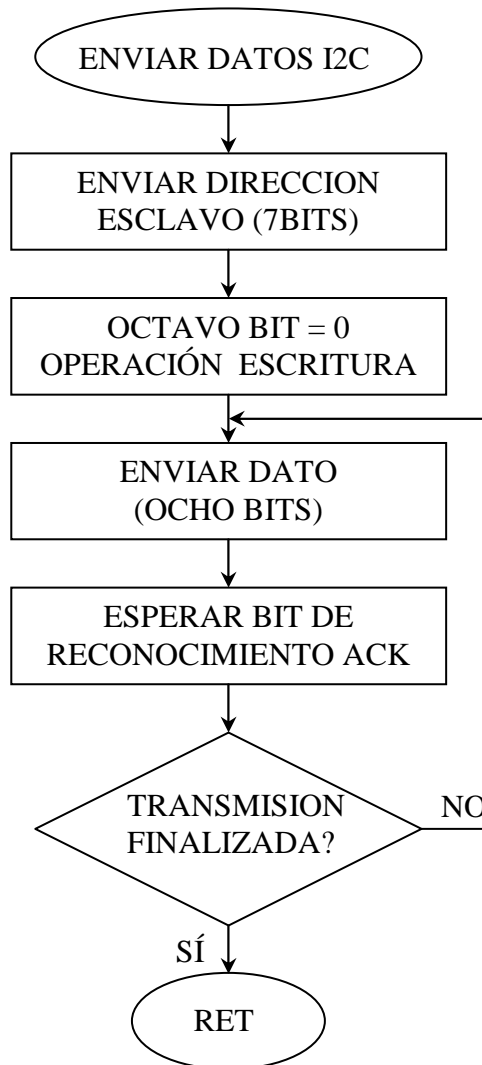 ENVIAR DATOS I2C
ENVIAR DIRECCION
ESCLAVO (7BITS)
OCTAVO BIT = 0
OPERACIÓN ESCRITURA
ENVIAR DATO
(OCHO BITS)
ESPERAR BIT DE
RECONOCIMIENTO ACK
TRANSMISION
FINALIZADA?
NO
SÍ
RET